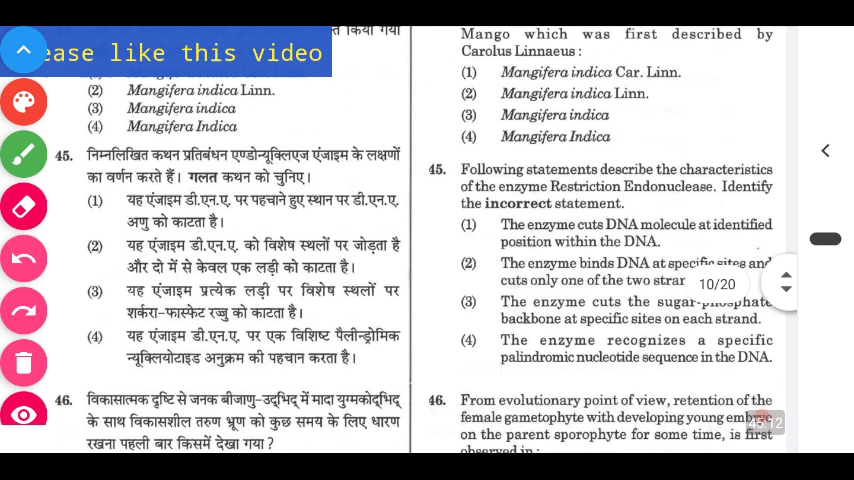 ease like this video
(2) Mangifera indica Linn.
(3) Mangifera indica
(4) Mangifera Indica
45. निम्नलिखित कथन प्रतिबंधन एण्डोन्यूक्लिएज एंजाइम के लक्षणों
का वर्णन करते हैं। गलत कथन को चुनिए।
(1) यह एंजाइम डी.एन.ए. पर पहचाने हुए स्थान पर डी.एन.ए.
अणु को काटता है।
(2) यह एंजाइम डी.एन.ए. को विशेष स्थलों पर जोड़ता है
और दो में से केवल एक लड़ी को काटता है।
(3) यह एंजाइम प्रत्येक लड़ी पर विशेष स्थलों पर
शर्करा-फास्फेट रज्जु को काटता है।
(4) यह एंजाइम डी.एन.ए. पर एक विशिष्ट पैलीन्ड्रोमिक
न्यूक्लियोटाइड अनुक्रम की पहचान करता है।
46. विकासात्मक दृष्टि से जनक बीजाणु-उद्भिद् में मादा युग्मकोद्भिद्
के साथ विकासशील तरुण भ्रूण को कुछ समय के लिए धारण
रखना पहली बार किसमें देखा गया ?
Mango which was first described by
Carolus Linnaeus :
(1) Mangifera indica Car. Linn.
(2) Mangifera indica Linn.
(3) Mangifera indica
(4) Mangifera Indica
45. Following statements describe the characteristics
of the enzyme Restriction Endonuclease. Identify
the incorrect statement.
(1) The enzyme cuts DNA molecule at identified
position within the DNA.
(2) The enzyme binds DNA at specific sites and
cuts only one of the two stran
(3) The enzyme cuts the sugar-phosphate
backbone at specific sites on each strand.
(4) The enzyme recognizes a specific
palindromic nucleotide sequence in the DNA.
46. From evolutionary point of view, retention of the
female gametophyte with developing young embryo
on the parent sporophyte for some time, is first
observed in :
10/20
45:12